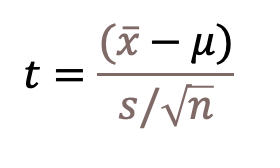 t = (x̄ − μ) / (s/√n)